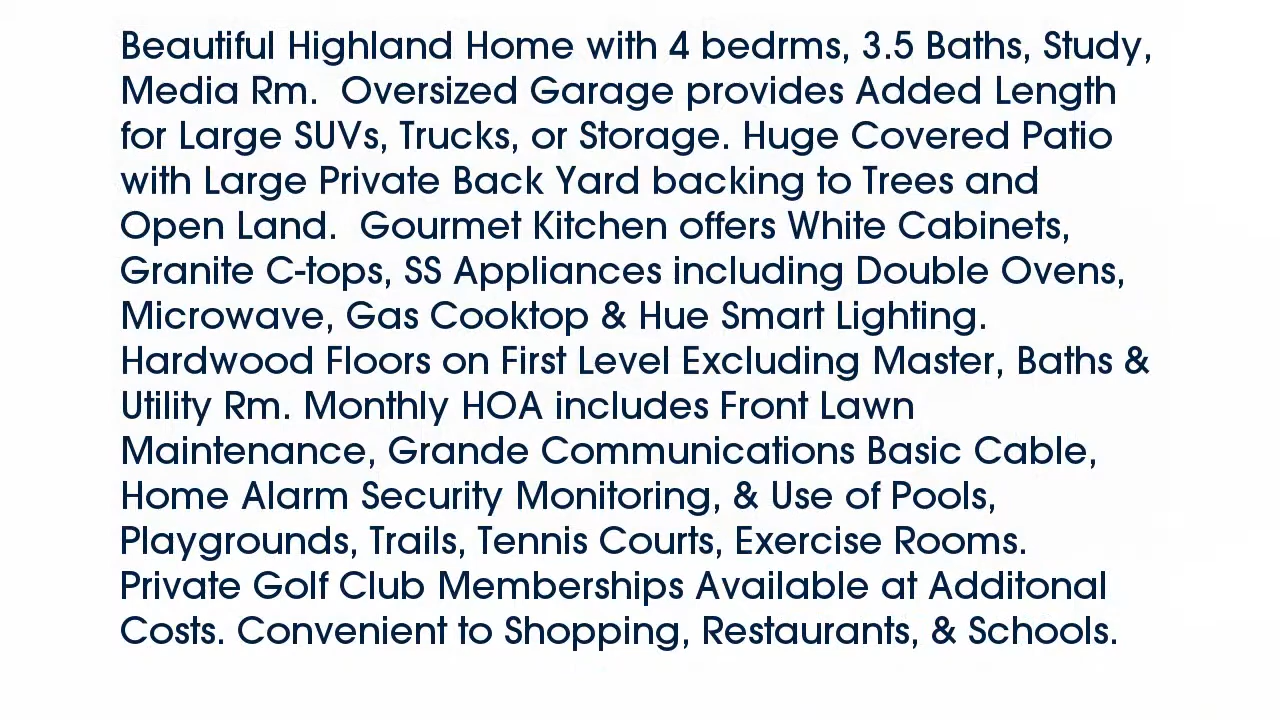 Beautiful Highland Home with 4 bedrms, 3.5 Baths, Study,
Media Rm.  Oversized Garage provides Added Length
for Large SUVs, Trucks, or Storage. Huge Covered Patio
with Large Private Back Yard backing to Trees and
Open Land.  Gourmet Kitchen offers White Cabinets,
Granite C-tops, SS Appliances including Double Ovens,
Microwave, Gas Cooktop & Hue Smart Lighting.
Hardwood Floors on First Level Excluding Master, Baths &
Utility Rm. Monthly HOA includes Front Lawn
Maintenance, Grande Communications Basic Cable,
Home Alarm Security Monitoring, & Use of Pools,
Playgrounds, Trails, Tennis Courts, Exercise Rooms.
Private Golf Club Memberships Available at Additonal
Costs. Convenient to Shopping, Restaurants, & Schools.